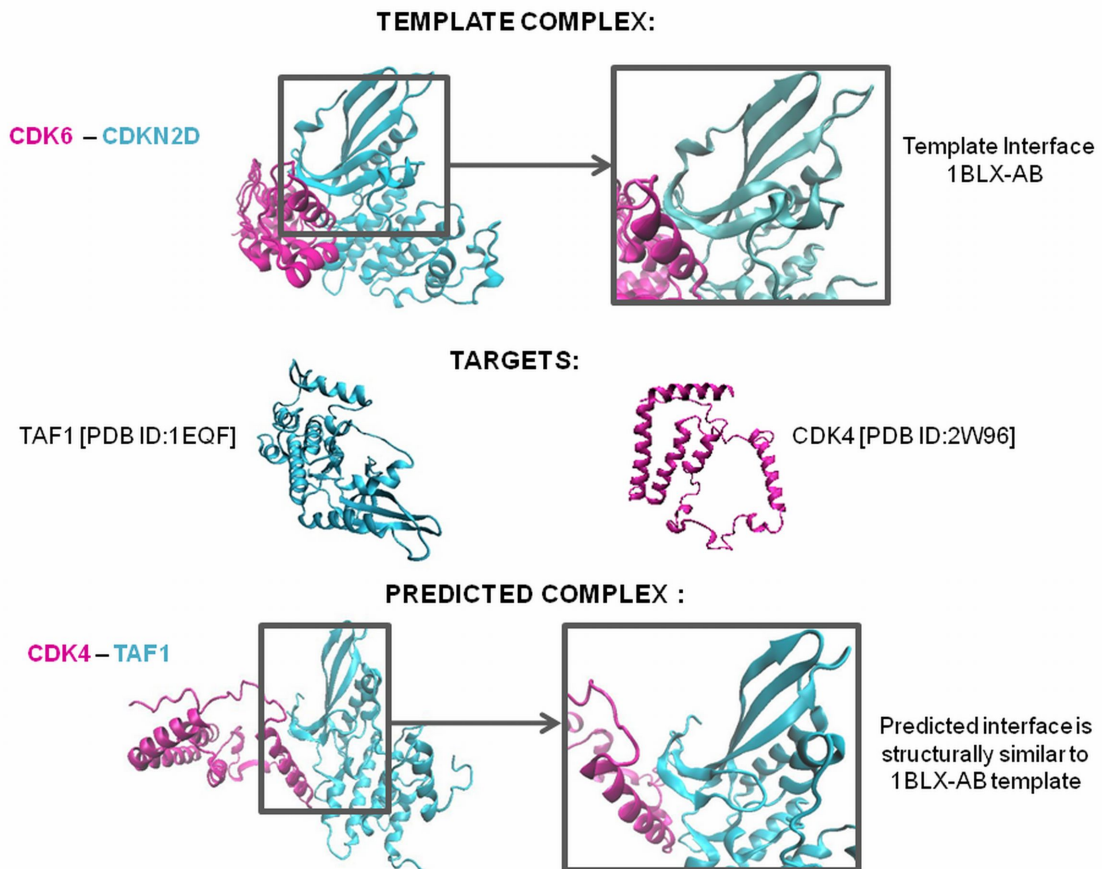 TEMPLATE COMPLEX:
CDK6 – CDKN2D
Template Interface
1BLX-AB
TARGETS:
TAF1 [PDB ID:1EQF]
CDK4 [PDB ID:2W96]
PREDICTED COMPLEX :
CDK4 – TAF1
Predicted interface is
structurally similar to
1BLX-AB template